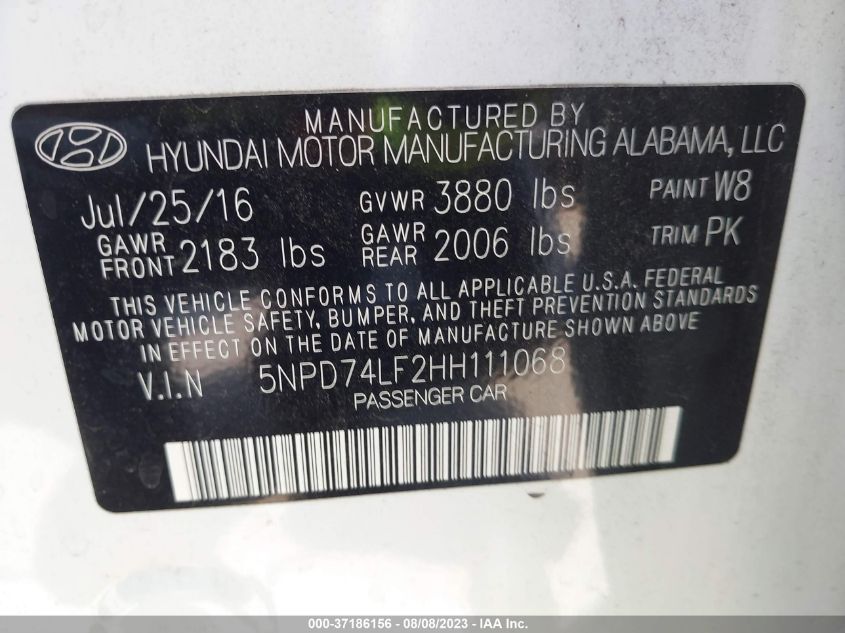 MANUFACTURED BY
HYUNDAI MOTOR MANUFACTURING ALABAMA, LLC
Jul/25/16 GVWR 3880 lbs PAINT W8
GAWR FRONT 2183 lbs GAWR REAR 2006 lbs TRIM PK
THIS VEHICLE CONFORMS TO ALL APPLICABLE U.S.A. FEDERAL
MOTOR VEHICLE SAFETY, BUMPER, AND THEFT PREVENTION STANDARDS
IN EFFECT ON THE DATE OF MANUFACTURE SHOWN ABOVE
V.I.N 5NPD74LF2HH111068
PASSENGER CAR
000-37186156 - 08/08/2023 - IAA Inc.